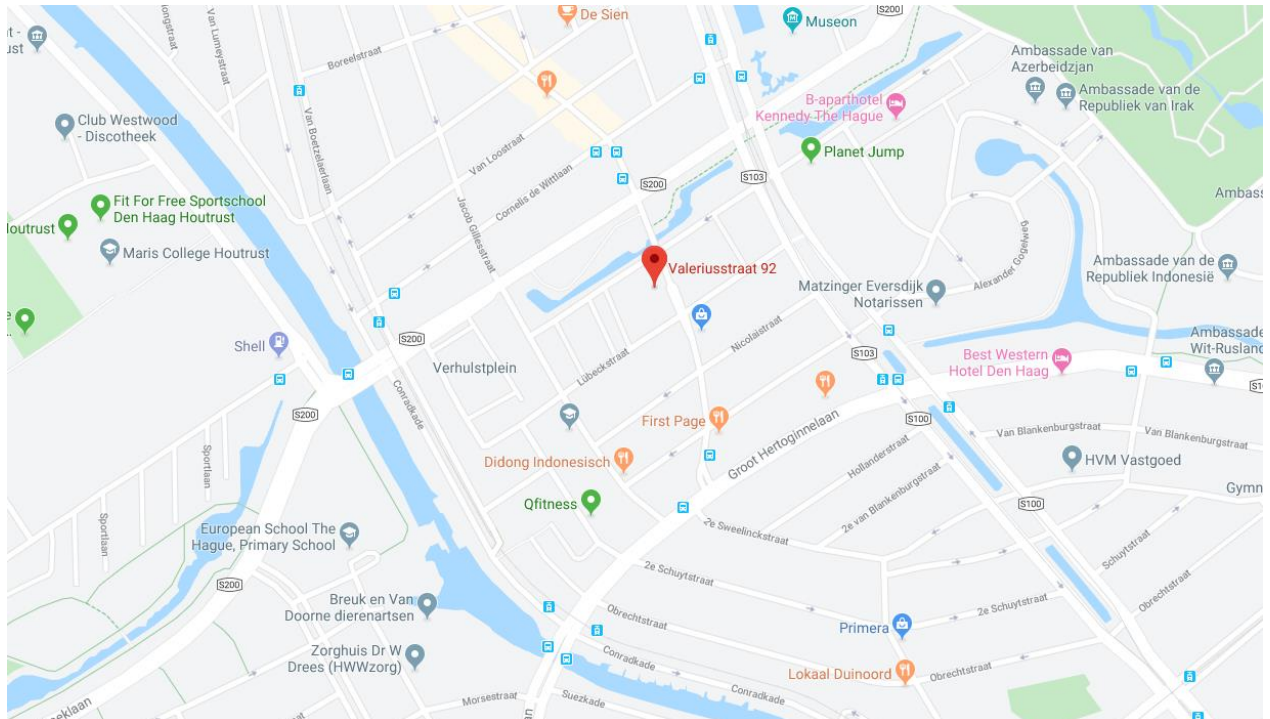 De Sien
Museon
S200
Van Lumeystraat
Boreelstraat
Ambassade van
Azerbeidzjan
Ambassade van de
Republiek van Irak
B-aparthotel
Kennedy The Hague
Club Westwood
- Discotheek
Van Boetzelaerlaan
Van Loostraat
Planet Jump
S103
S200
Cornelis de Wittlaan
Jacob Gillesstraat
Fit For Free Sportschool
Den Haag Houtrust
Houtrust
Maris College Houtrust
Valeriusstraat 92
Alexander Gogelweg
Ambassade van de
Republiek Indonesië
Matzinger Eversdijk
Notarissen
Nicolaïstraat
Shell
S200
Verhulstplein
Lübeckstraat
S103
Best Western
Hotel Den Haag
Ambassade
Wit-Rusland
Conradkade
S200
First Page
Groot Hertoginnelaan
S100
Hollanderstraat
Van Blankenburgstraat
Van Blankenburgstraat
Didong Indonesisch
HVM Vastgoed
Sportlaan
Sportlaan
Qfitness
2e van Blankenburgstraat
2e Sweelinckstraat
S100
European School The
Hague, Primary School
Schuytstraat
2e Schuytstraat
S200
Obrechtstraat
Breuk en Van
Doorne dierenartsen
Obrechtstraat
2e Schuytstraat
Primera
Zorghuis Dr W
Drees (HWWzorg)
Conradkade
Lokaal Duinoord
Obrechtstraat
Conradkade
Morsestraat
Suezkade